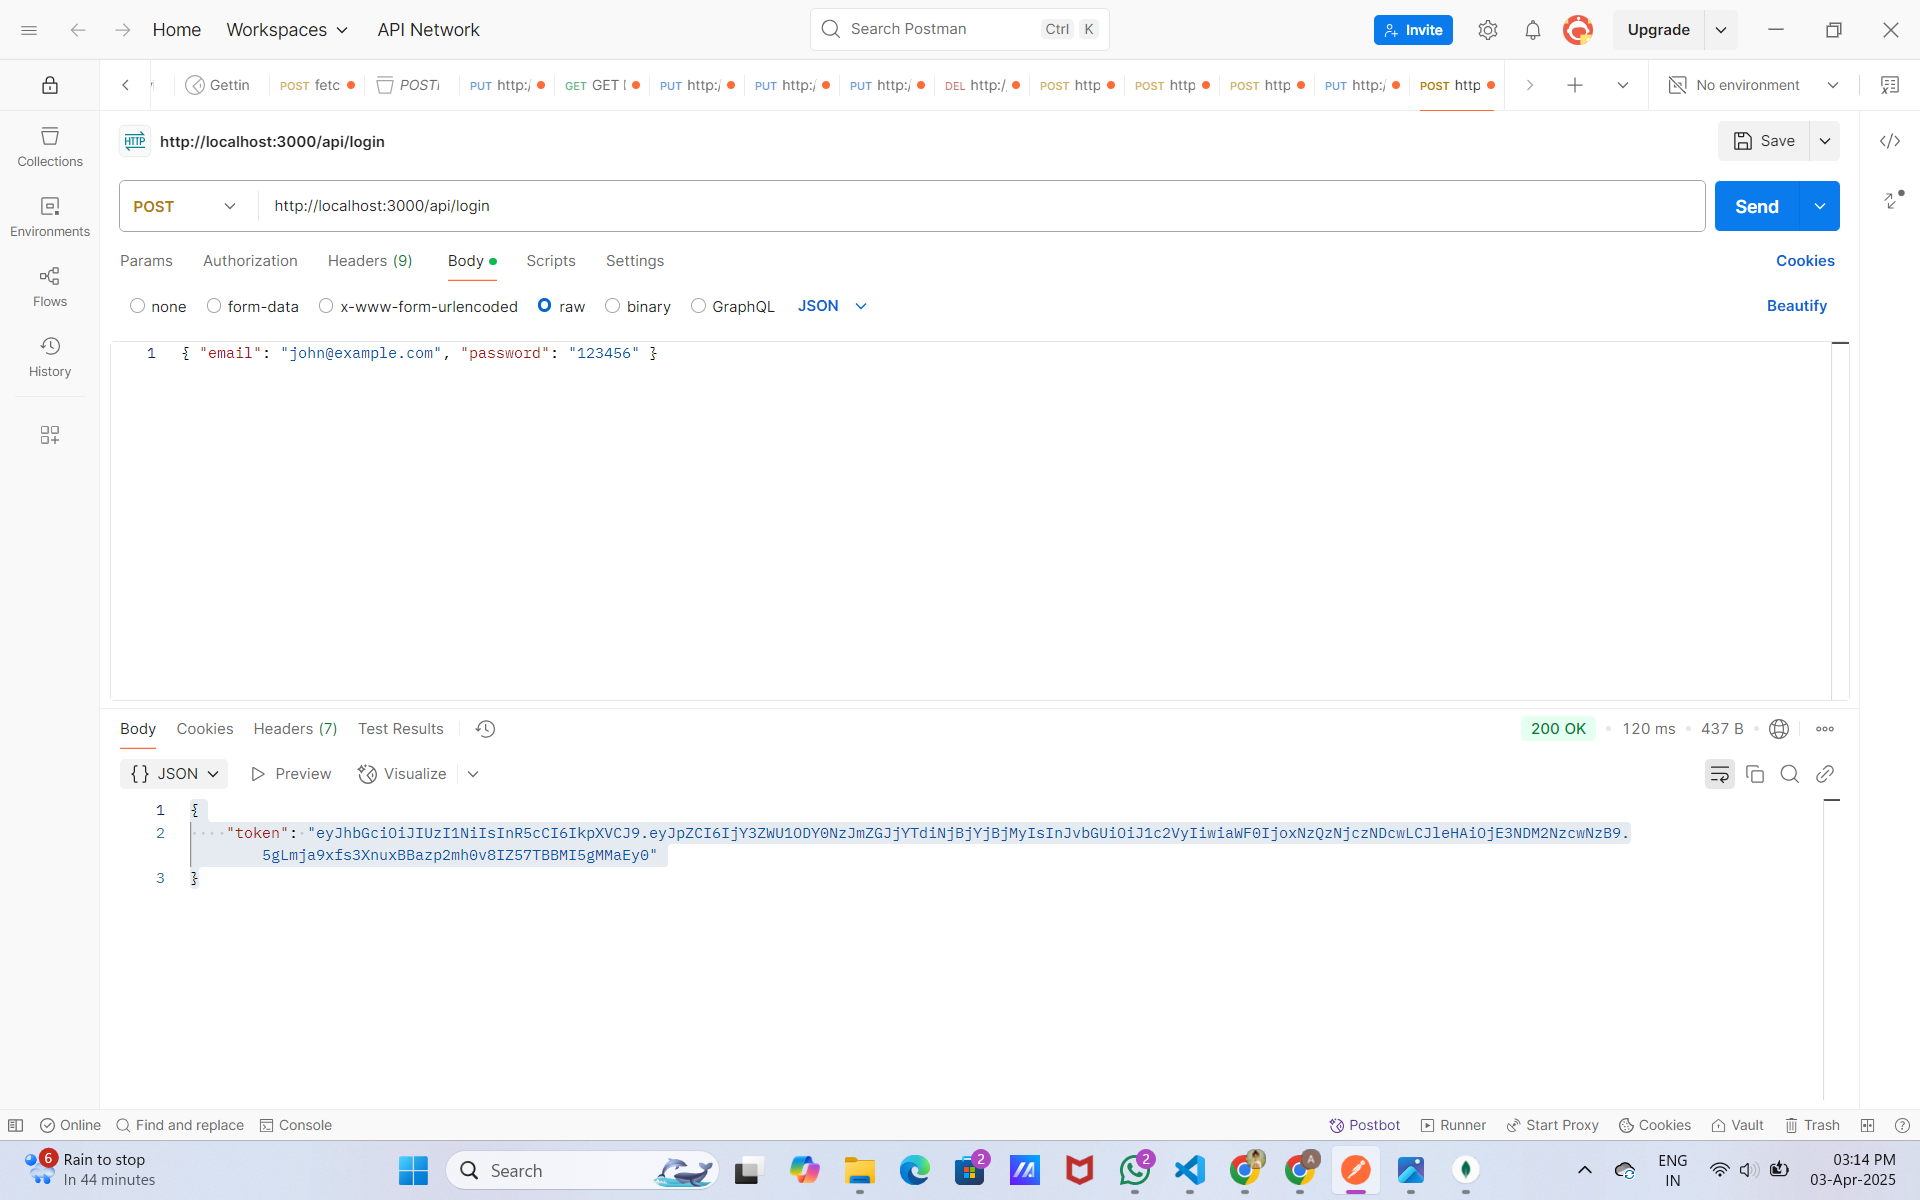 Home Workspaces API Network
Search Postman Ctrl K
Invite Upgrade
Gettin POST fetc POST PUT http:/ GET GET PUT http:/ PUT http:/ PUT http:/ DEL http:/ POST http POST http POST http PUT http:/ POST http No environment
Collections
Environments
Flows
History
HTTP http://localhost:3000/api/login
Save
POST http://localhost:3000/api/login
Send
Params Authorization Headers (9) Body Scripts Settings Cookies
none form-data x-www-form-urlencoded raw binary GraphQL JSON Beautify
1 { "email": "john@example.com", "password": "123456" }
Body Cookies Headers (7) Test Results 200 OK 120 ms 437 B
{} JSON Preview Visualize
1 {
2 "token": "eyJhbGciOiJIUzI1NiIsInR5cCI6IkpXVCJ9.eyJpZCI6IjY3ZWU1ODY0NzJmZGJjYTdiNjBjYjBjMyIsInJvbGUiOiJ1c2VyIiwiaWF0IjoxNzQzNjczNDcwLCJleHAiOjE3NDM2NzcwNzB9.
5gLmja9xfs3XnuxBBazp2mh0v8IZ57TBBMI5gMMaEy0"
3 }
Online Find and replace Console Postbot Runner Start Proxy Cookies Vault Trash
6 Rain to stop
In 44 minutes
Search
2
2
A
ENG
IN
03:14 PM
03-Apr-2025